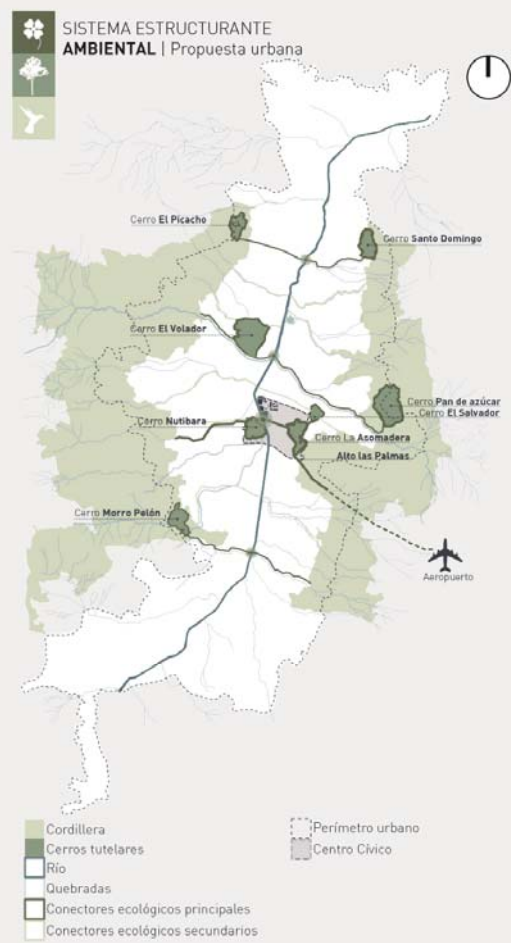 SISTEMA ESTRUCTURANTE
AMBIENTAL | Propuesta urbana
Cerro El Picacho
Cerro Santo Domingo
Cerro El Volador
Cerro Pan de azúcar
Cerro El Salvador
Cerro Nutibara
Cerro La Asomadera
Alto las Palmas
Cerro Morro Pelón
Aeropuerto
Cordillera
Cerros tutelares
Río
Quebradas
Conectores ecológicos principales
Conectores ecológicos secundarios
Perímetro urbano
Centro Cívico